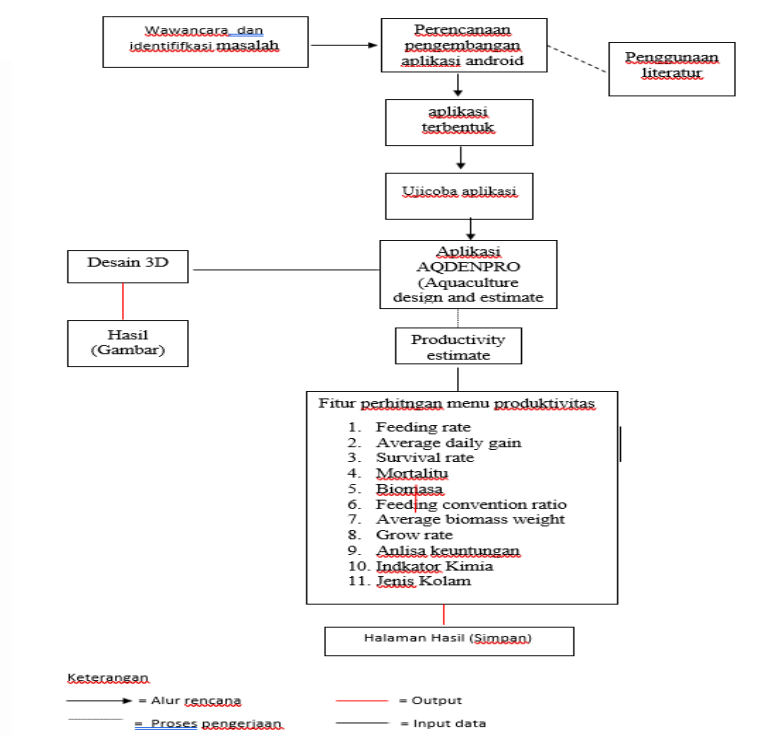 Wawancara dan
identififkasi masalah
Perencanaan
pengembangan
aplikasi android
Penggunaan
literatur
aplikasi
terbentuk
Ujicoba aplikasi
Desain 3D
Aplikasi
AQDENPRO
(Aquaculture
design and estimate
Hasil
(Gambar)
Productivity
estimate
Fitur perhitngan menu produktivitas
1. Feeding rate
2. Average daily gain
3. Survival rate
4. Mortalitu
5. Biomasa
6. Feeding convention ratio
7. Average biomass weight
8. Grow rate
9. Anlisa keuntungan
10. Indkator Kimia
11. Jenis Kolam
Halaman Hasil (Simpan)
Keterangan
= Alur rencana
= Output
= Proses pengerjaan
= Input data